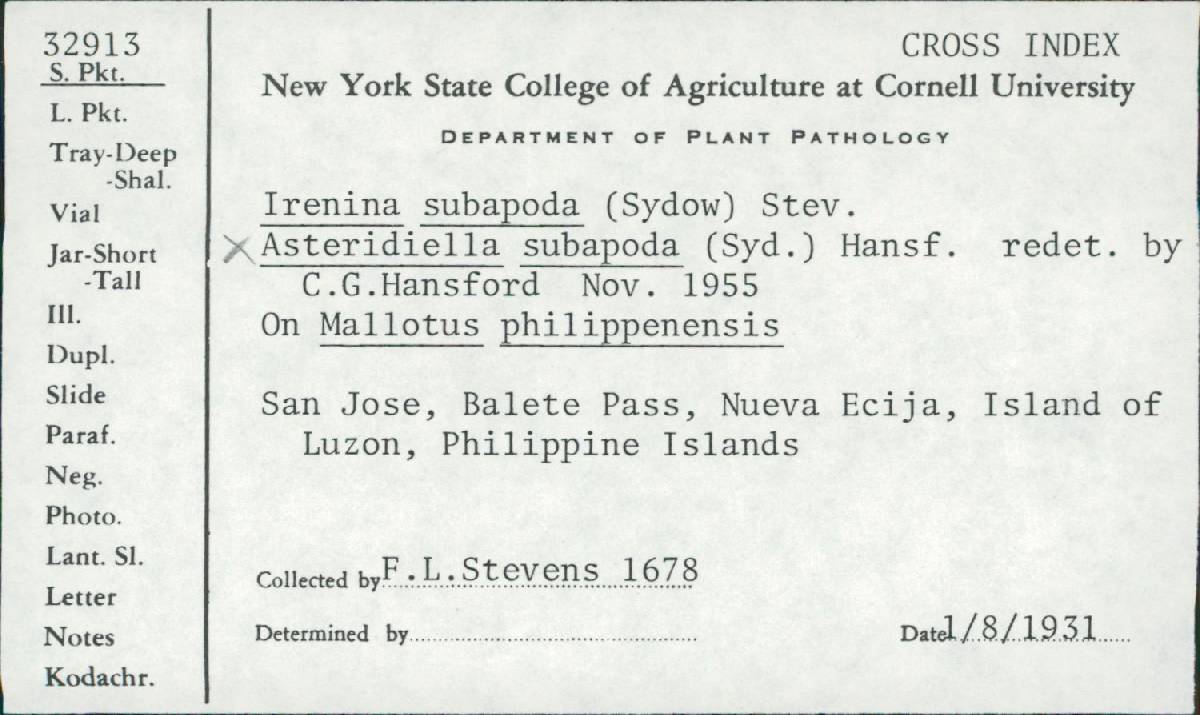 32913
S. Pkt.
L. Pkt.
Tray-Deep
-Shal.
Vial
Jar-Short
-Tall
Ill.
Dupl.
Slide
Paraf.
Neg.
Photo.
Lant. Sl.
Letter
Notes
Kodachr.
CROSS INDEX
New York State College of Agriculture at Cornell University
DEPARTMENT OF PLANT PATHOLOGY
Irenina subapoda (Sydow) Stev.
X Asteridiella subapoda (Syd.) Hansf. redet. by
C.G.Hansford Nov. 1955
On Mallotus philippenensis
San Jose, Balete Pass, Nueva Ecija, Island of
Luzon, Philippine Islands
Collected by F.L.Stevens 1678
Determined by
Date 1/8/1931